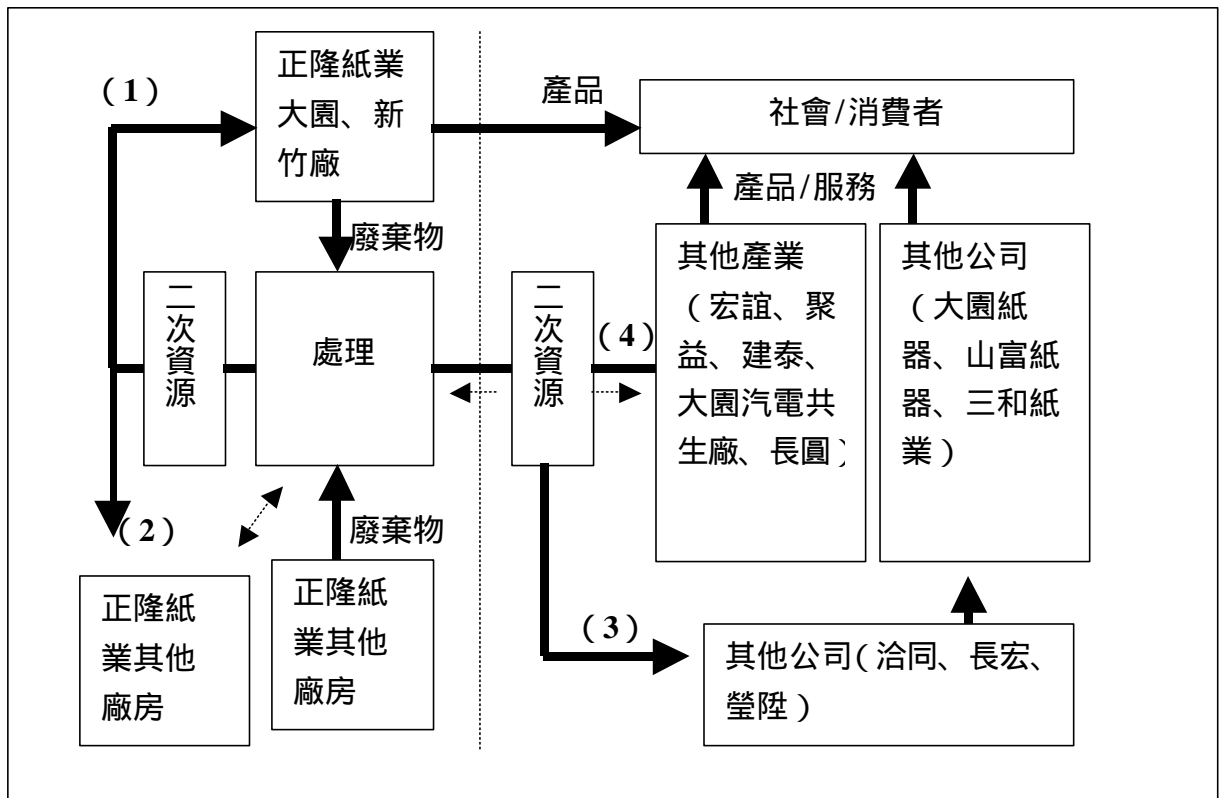 正隆紙業
大園、新
竹廠
（1）
產品
社會/消費者
廢棄物
產品/服務
二次資源
處理
二次資源
（4）
其他產業
（宏誼、聚
益、建泰、
大園汽電共
生廠、長圓）
其他公司
（大園紙
器、山富紙
器、三和紙
業）
（2）
廢棄物
正隆紙
業其他
廠房
正隆紙
業其他
廠房
（3）
其他公司（洽同、長宏、
瑩陞）